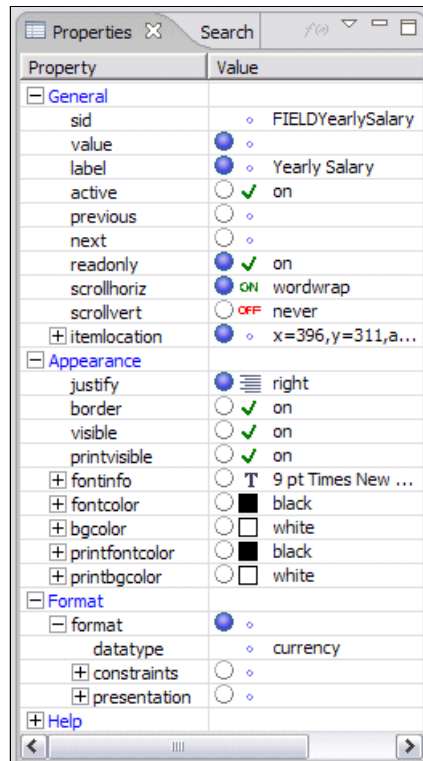 Properties Search f(x)
Property Value
General
sid FIELDYearlySalary
value
label Yearly Salary
active on
previous
next
readonly on
scrollhoriz ON wordwrap
scrollvert OFF never
itemlocation x=396,y=311,a...
Appearance
justify right
border on
visible on
printvisible on
fontinfo T 9 pt Times New ...
fontcolor black
bgcolor white
printfontcolor black
printbgcolor white
Format
format
datatype currency
constraints
presentation
Help